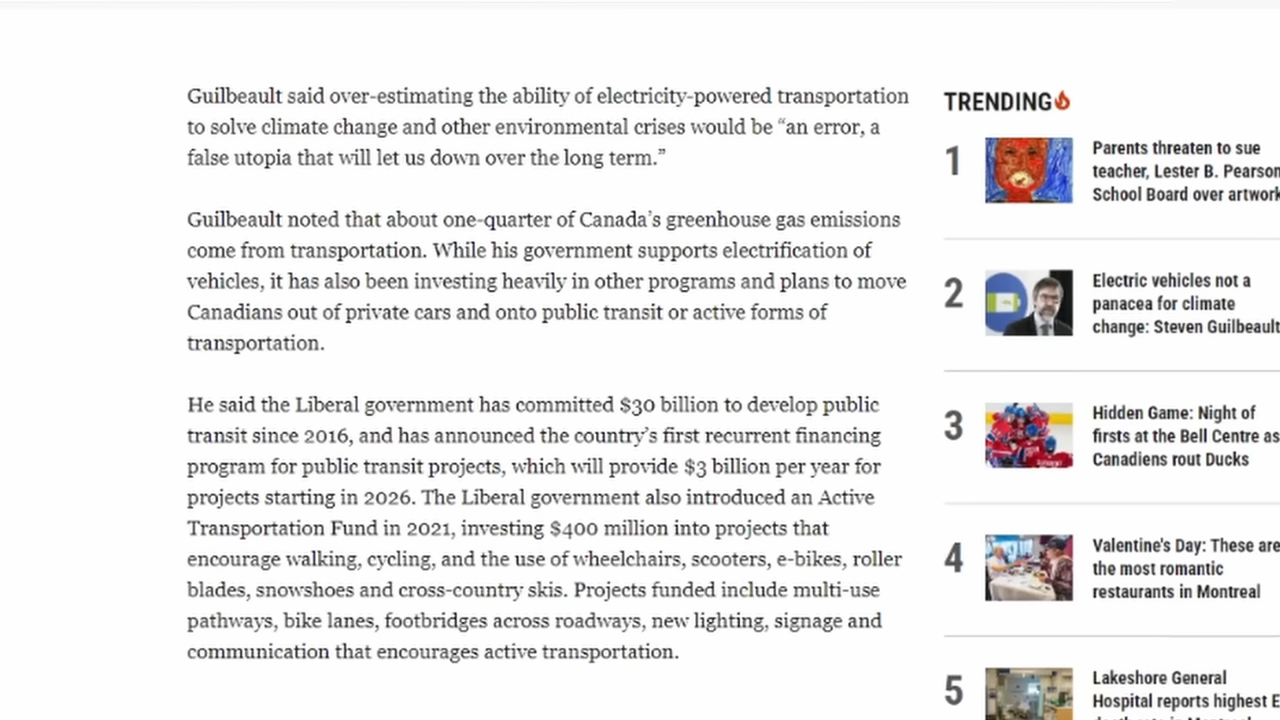 Guilbeault said over-estimating the ability of electricity-powered transportation
to solve climate change and other environmental crises would be “an error, a
false utopia that will let us down over the long term.”
Guilbeault noted that about one-quarter of Canada’s greenhouse gas emissions
come from transportation. While his government supports electrification of
vehicles, it has also been investing heavily in other programs and plans to move
Canadians out of private cars and onto public transit or active forms of
transportation.
He said the Liberal government has committed $30 billion to develop public
transit since 2016, and has announced the country’s first recurrent financing
program for public transit projects, which will provide $3 billion per year for
projects starting in 2026. The Liberal government also introduced an Active
Transportation Fund in 2021, investing $400 million into projects that
encourage walking, cycling, and the use of wheelchairs, scooters, e-bikes, roller
blades, snowshoes and cross-country skis. Projects funded include multi-use
pathways, bike lanes, footbridges across roadways, new lighting, signage and
communication that encourages active transportation.
TRENDING
1
Parents threaten to sue
teacher, Lester B. Pearson
School Board over artwork
2
Electric vehicles not a
panacea for climate
change: Steven Guilbeault
3
Hidden Game: Night of
firsts at the Bell Centre as
Canadiens rout Ducks
4
Valentine's Day: These are
the most romantic
restaurants in Montreal
5
Lakeshore General
Hospital reports highest E